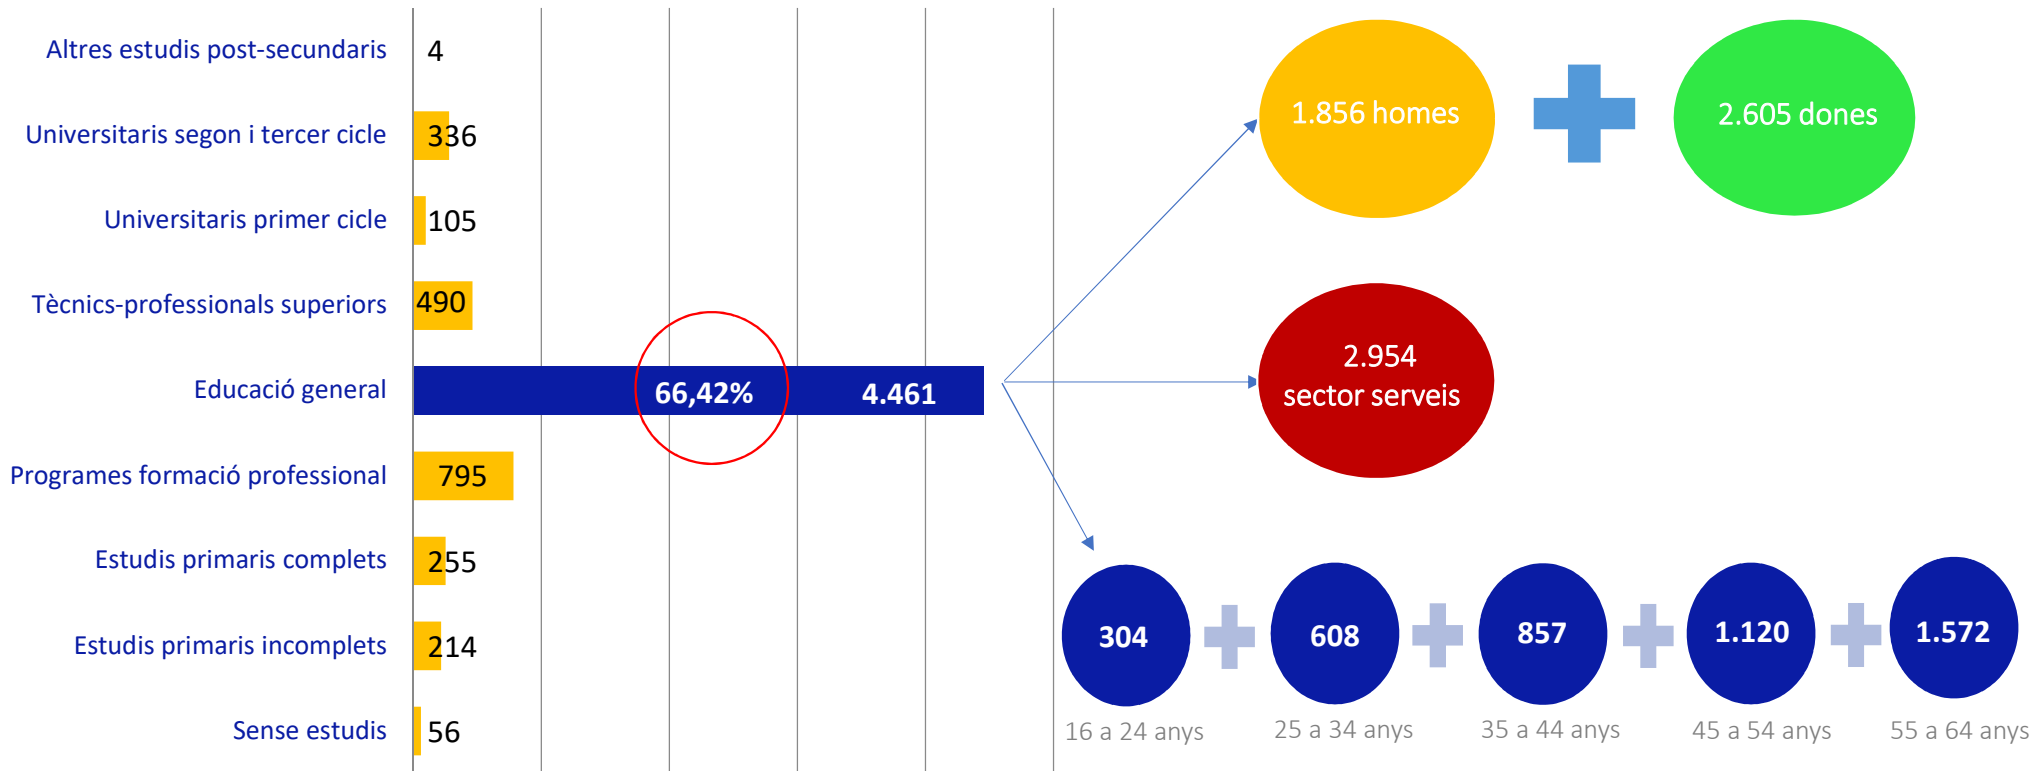 Altres estudis post-secundaris 4
Universitaris segon i tercer cicle 336
Universitaris primer cicle 105
Tècnics-professionals superiors 490
Educació general 66,42% 4.461
Programes formació professional 795
Estudis primaris complets 255
Estudis primaris incomplets 214
Sense estudis 56
1.856 homes
2.605 dones
2.954
sector serveis
304 608 857 1.120 1.572
16 a 24 anys 25 a 34 anys 35 a 44 anys 45 a 54 anys 55 a 64 anys